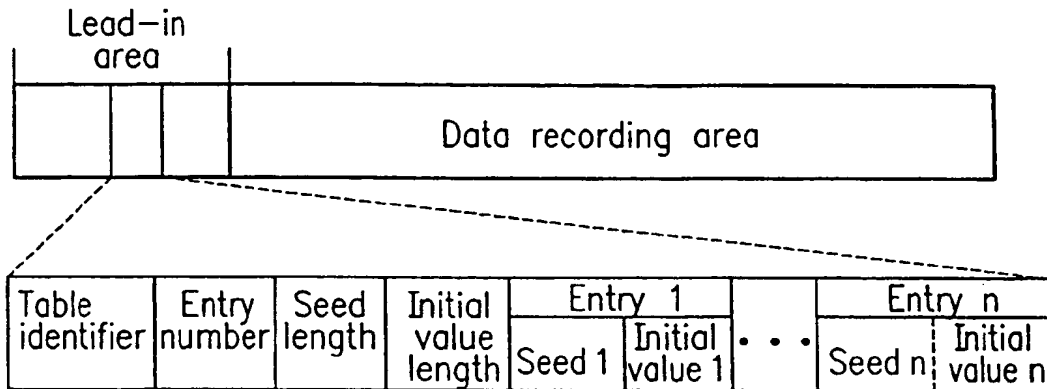 Lead-in
area
Data recording area
Table
identifier
Entry
number
Seed
length
Initial
value
length
Entry 1
Seed 1
Initial
value 1
• • •
Entry n
Seed n
Initial
value n